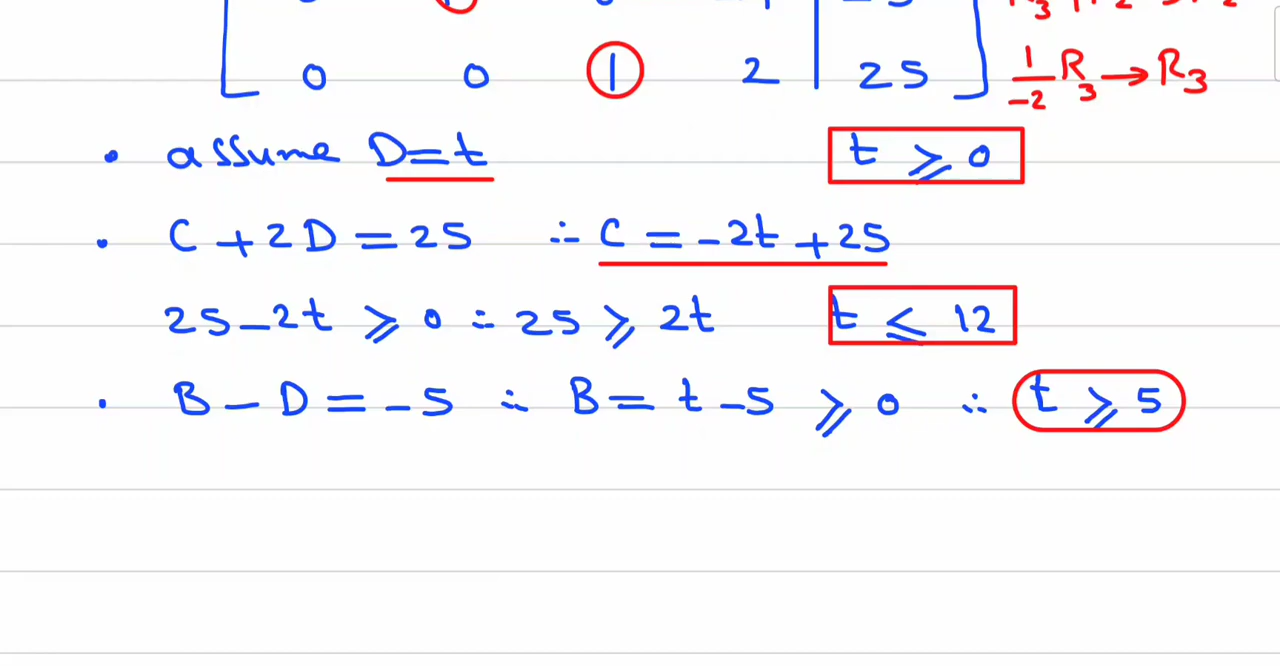 0 0 1 2 | 25 ] 1/-2 R₃ → R₃
• assume D=t t ⩾ 0
• C + 2D = 25 ∴ C = -2t + 25
25 - 2t ⩾ 0 ∴ 25 ⩾ 2t t ⩽ 12
• B - D = -5 ∴ B = t - 5 ⩾ 0 ∴ t ⩾ 5